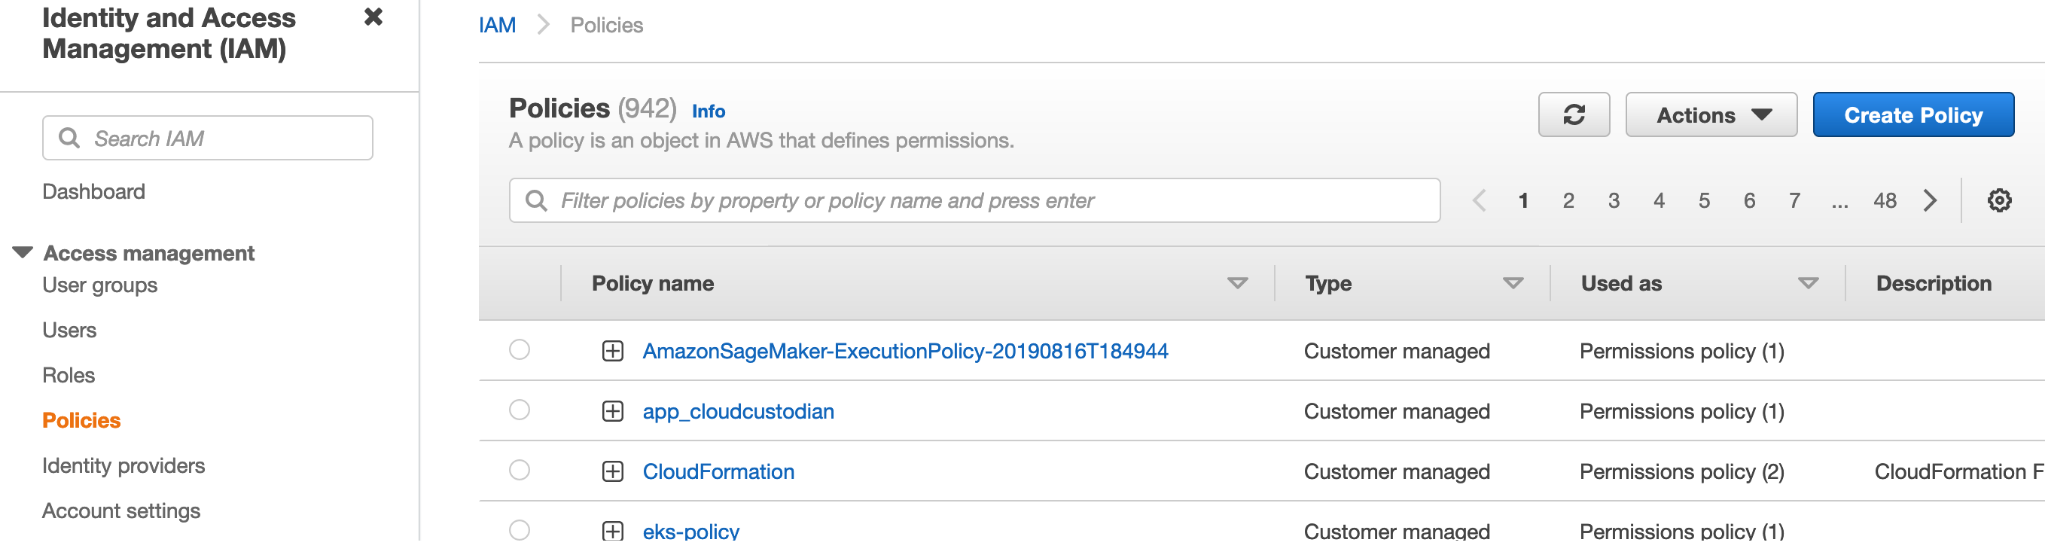 Identity and Access
Management (IAM)
Search IAM
Dashboard
Access management
User groups
Users
Roles
Policies
Identity providers
Account settings
IAM > Policies
Policies (942) Info
A policy is an object in AWS that defines permissions.
Actions
Create Policy
Filter policies by property or policy name and press enter
1 2 3 4 5 6 7 ... 48
Policy name Type Used as Description
AmazonSageMaker-ExecutionPolicy-20190816T184944 Customer managed Permissions policy (1)
app_cloudcustodian Customer managed Permissions policy (1)
CloudFormation Customer managed Permissions policy (2) CloudFormation F
eks-policy Customer managed Permissions policy (1)